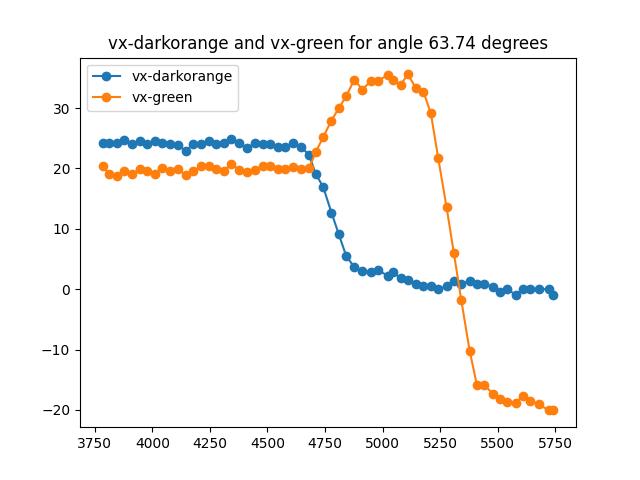 vx-darkorange and vx-green for angle 63.74 degrees
vx-darkorange
vx-green
30
20
10
0
−10
−20
3750 4000 4250 4500 4750 5000 5250 5500 5750